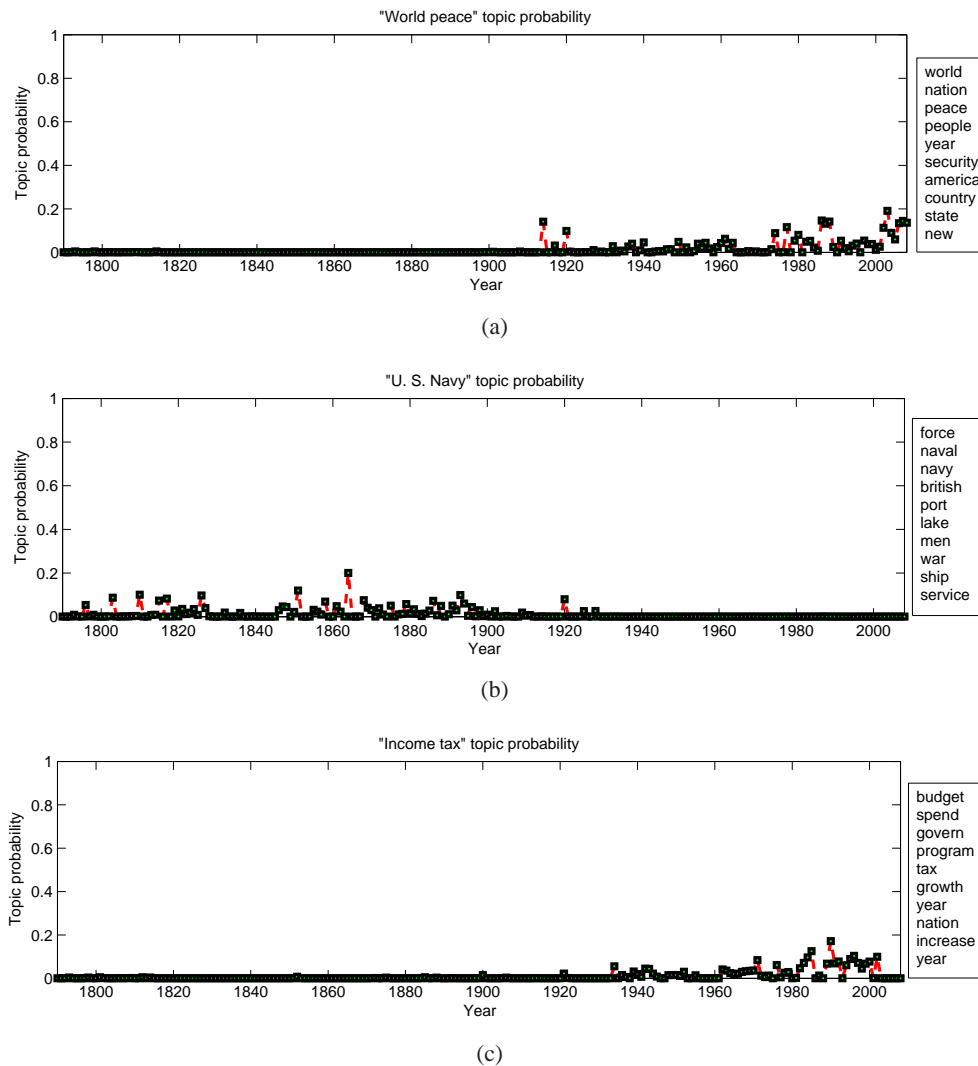 "World peace" topic probability
1
0.8
0.6
0.4
0.2
0
Topic probability
1800 1820 1840 1860 1880 1900 1920 1940 1960 1980 2000
Year
world
nation
peace
people
year
security
america
country
state
new
(a)
"U. S. Navy" topic probability
1
0.8
0.6
0.4
0.2
0
Topic probability
1800 1820 1840 1860 1880 1900 1920 1940 1960 1980 2000
Year
force
naval
navy
british
port
lake
men
war
ship
service
(b)
"Income tax" topic probability
1
0.8
0.6
0.4
0.2
0
Topic probability
1800 1820 1840 1860 1880 1900 1920 1940 1960 1980 2000
Year
budget
spend
govern
program
tax
growth
year
nation
increase
year
(c)